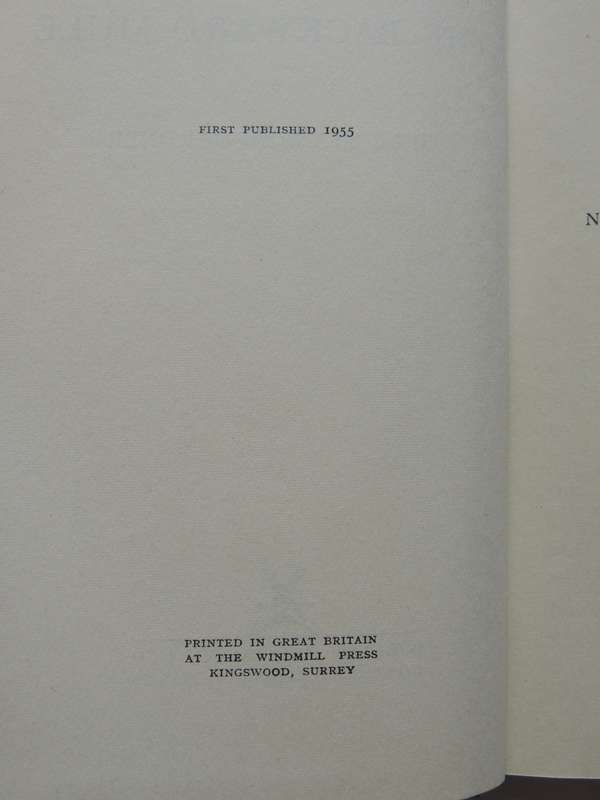 FIRST PUBLISHED 1955
N
PRINTED IN GREAT BRITAIN
AT THE WINDMILL PRESS
KINGSWOOD, SURREY